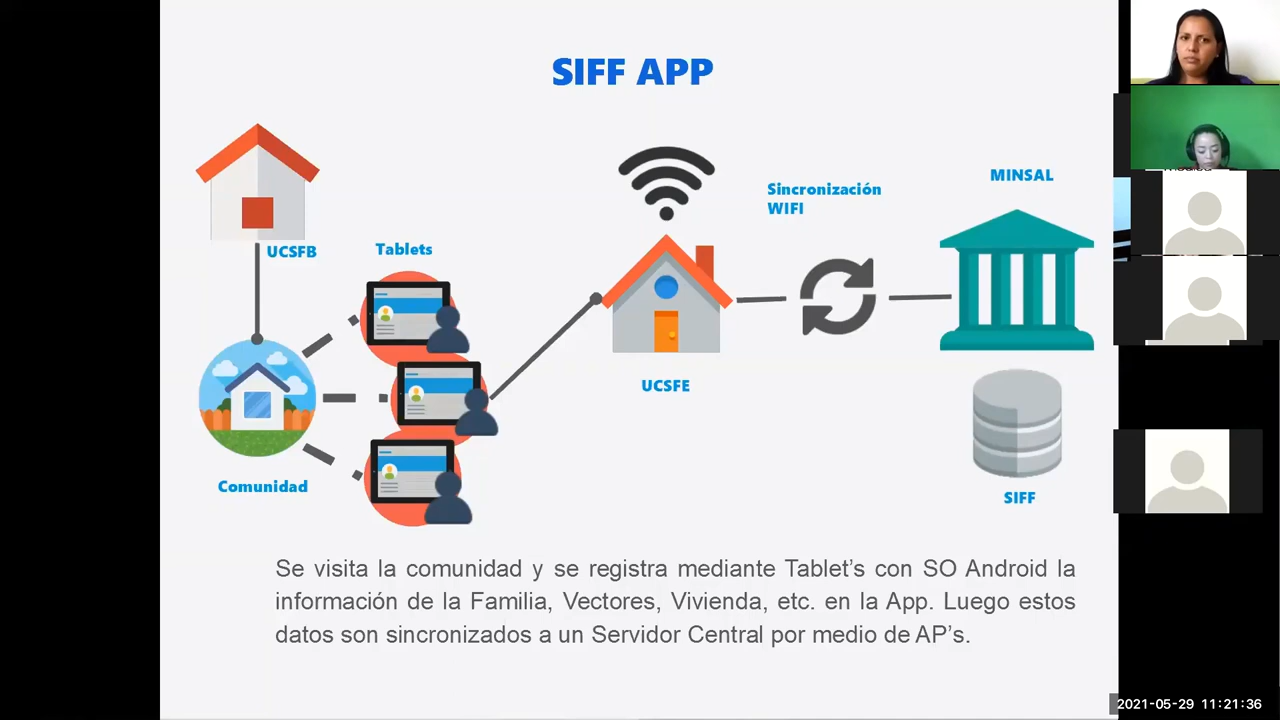 SIFF APP
UCSFB
Tablets
Sincronización
WIFI
MINSAL
UCSFE
Comunidad
SIFF
Se visita la comunidad y se registra mediante Tablet’s con SO Android la
información de la Familia, Vectores, Vivienda, etc. en la App. Luego estos
datos son sincronizados a un Servidor Central por medio de AP’s.
2021-05-29 11:21:36